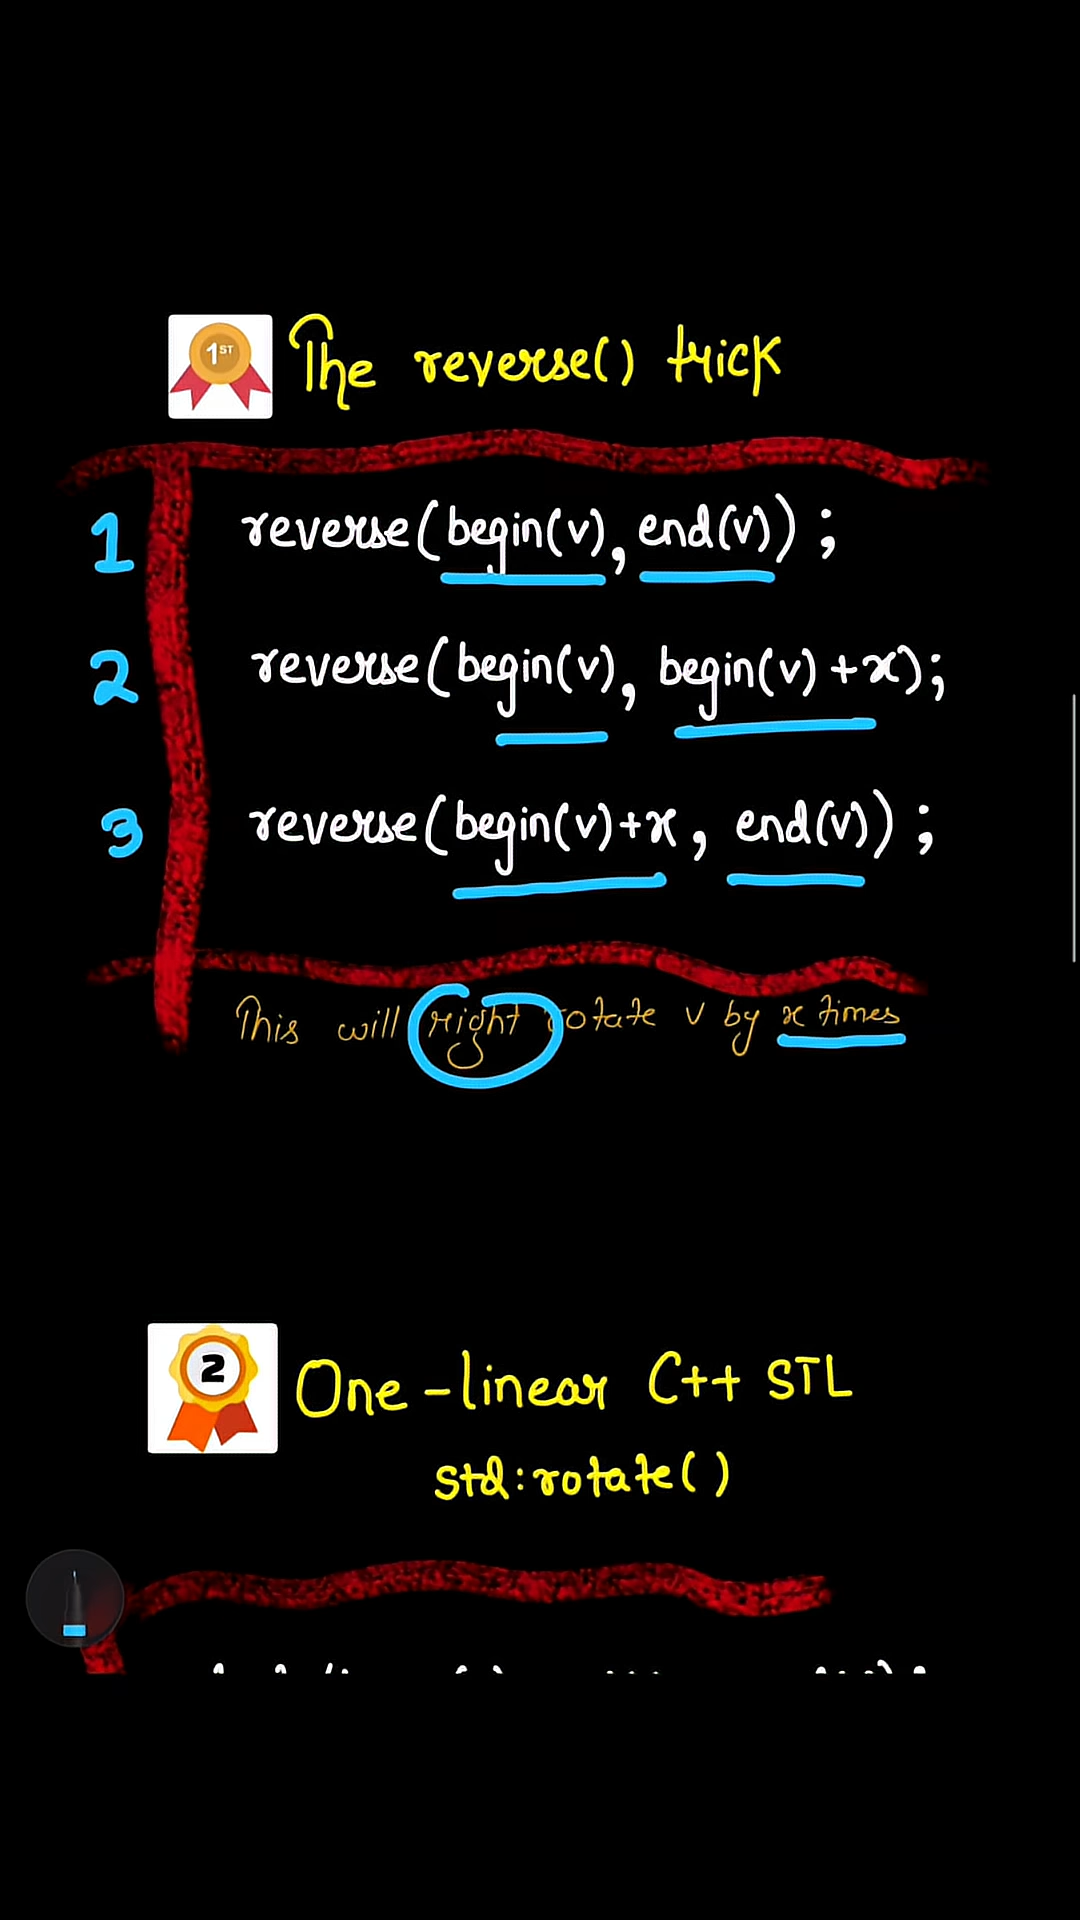 1ST The reverse() trick
1 reverse(begin(v), end(v));
2 reverse(begin(v), begin(v)+x);
3 reverse(begin(v)+x, end(v));
This will right rotate v by x times
2 One-linear C++ STL
std:rotate()